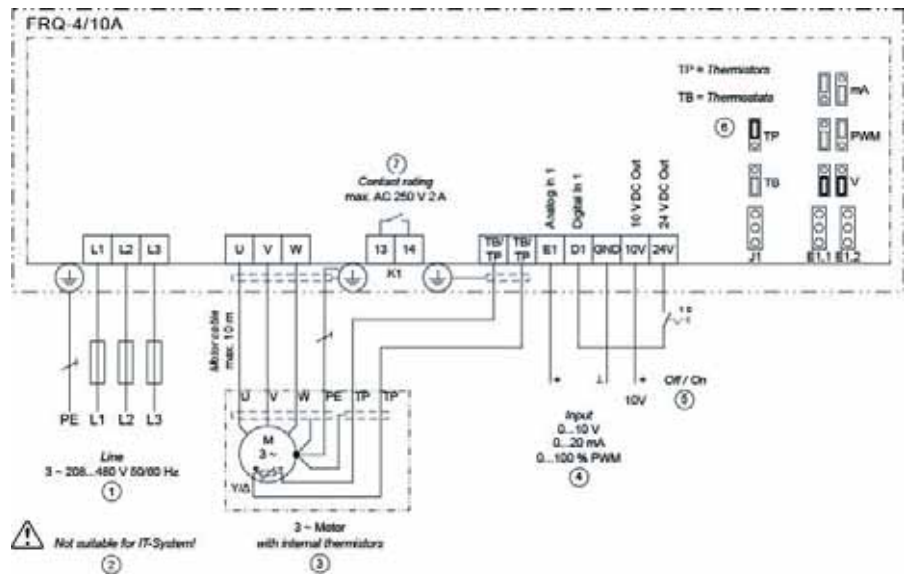 FRQ-4/10A
TP = Thermistors
TB = Thermostats
mA
6
TP
PWM
7
Contact rating
max. AC 250 V 2 A
Analog In 1
Digital In 1
10 V DC Out
24 V DC Out
TB
V
L1 L2 L3
U V W
13 14
TB/TP TB/TP E1 D1 GND 10V 24V
K1
J1 E1.1 E1.2
Motor cable
max. 10 m
PE L1 L2 L3
U V W PE TP TP
M
3 ~
Y/Δ
+ ⊥ +
10V
Off / On
5
Line
3 ~ 208...480 V 50/60 Hz
1
Input
0...10 V
0...20 mA
0...100 % PWM
4
Not suitable for IT-System!
2
3 ~ Motor
with internal thermistors
3